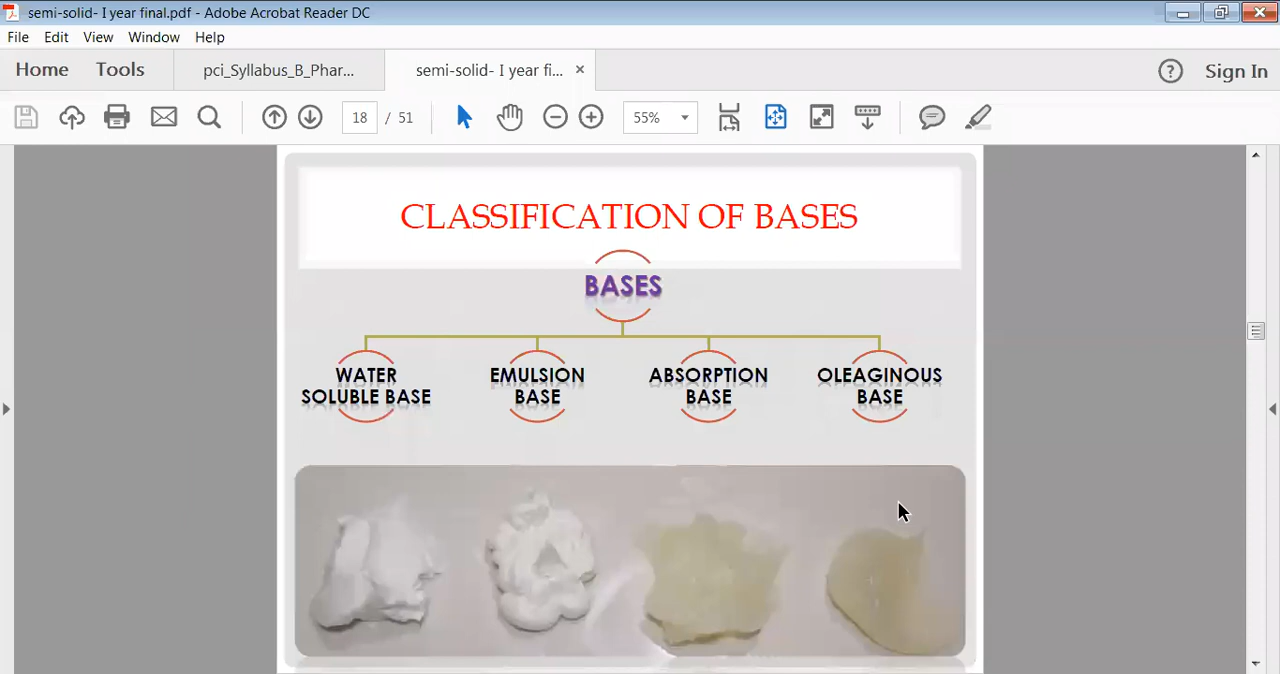 semi-solid- I year final.pdf - Adobe Acrobat Reader DC
File Edit View Window Help
Home Tools pci_Syllabus_B_Phar... semi-solid- I year fi... × ? Sign In
18 / 51 55%
CLASSIFICATION OF BASES
BASES
WATER
SOLUBLE BASE
EMULSION
BASE
ABSORPTION
BASE
OLEAGINOUS
BASE